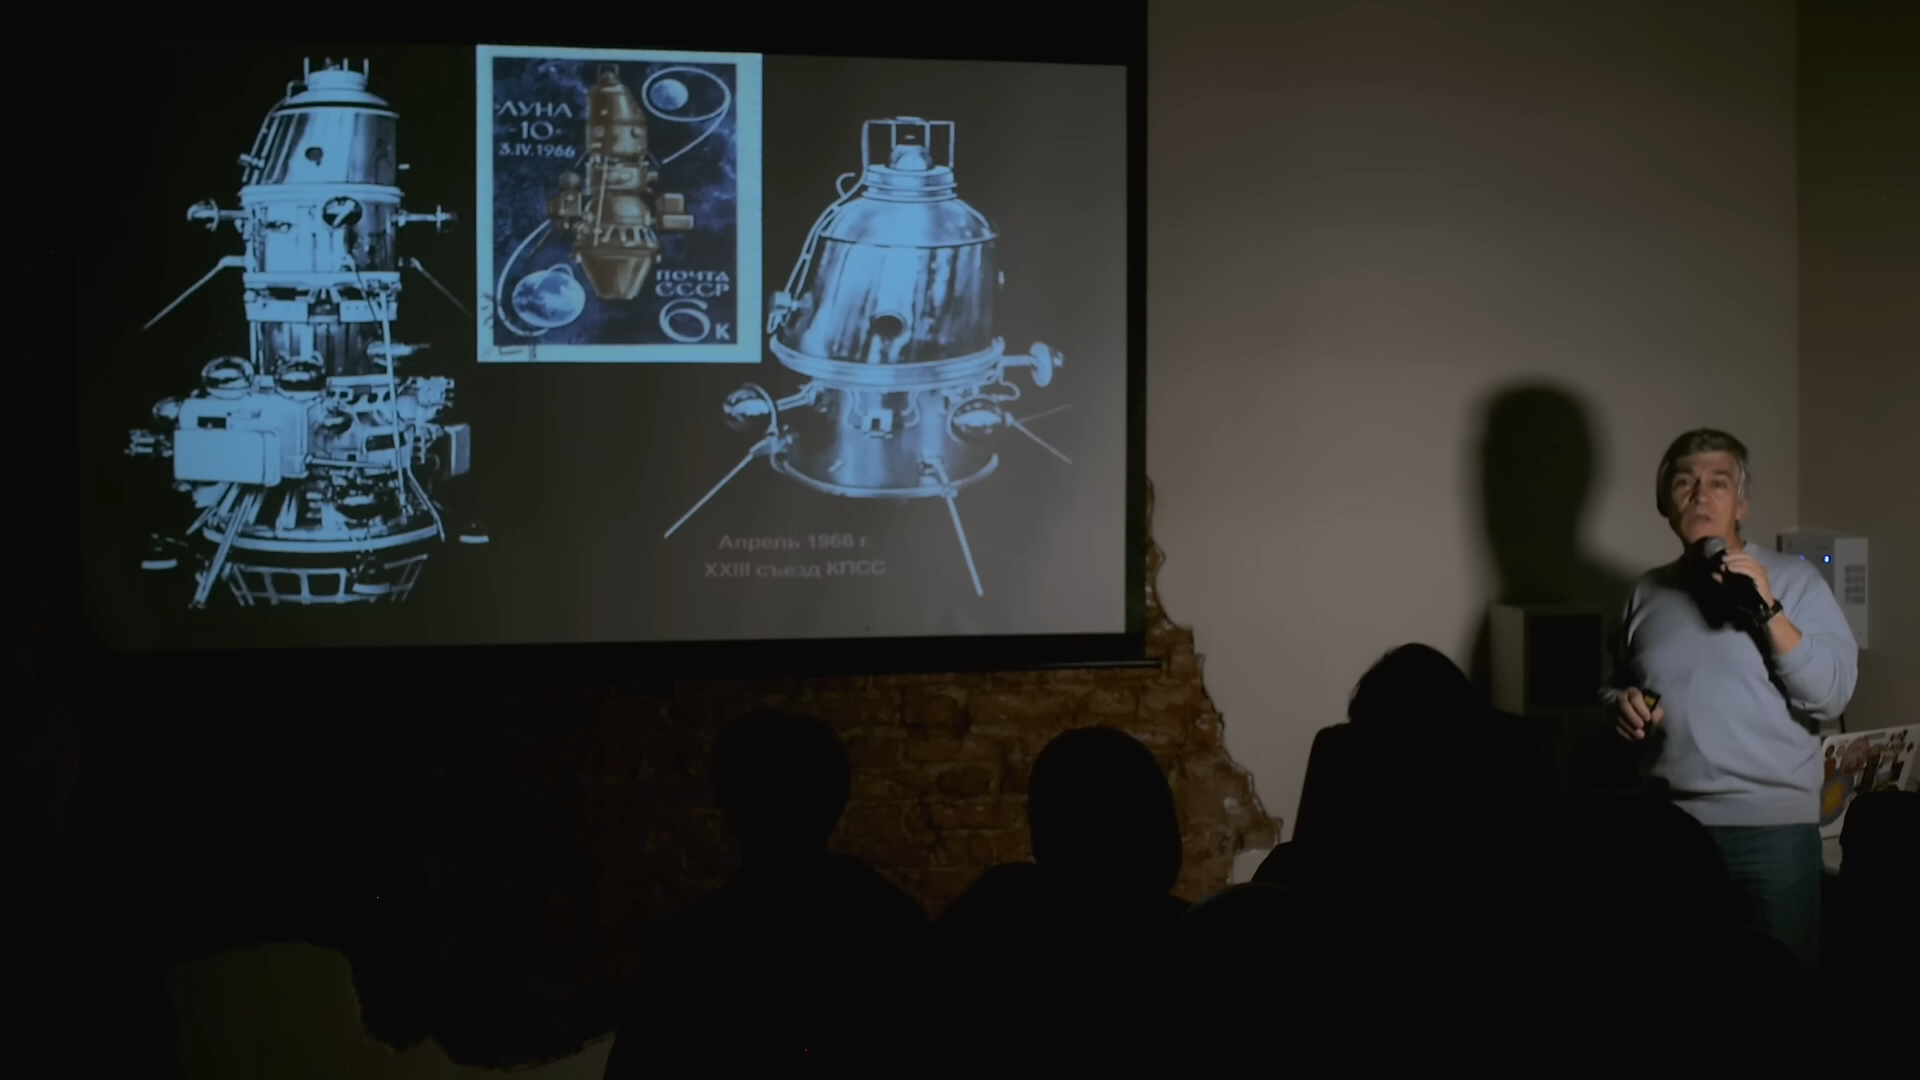 ЛУНА
10
3.IV.1966
ПОЧТА
СССР
6к
Апрель 1966 г.
XXIII съезд КПСС